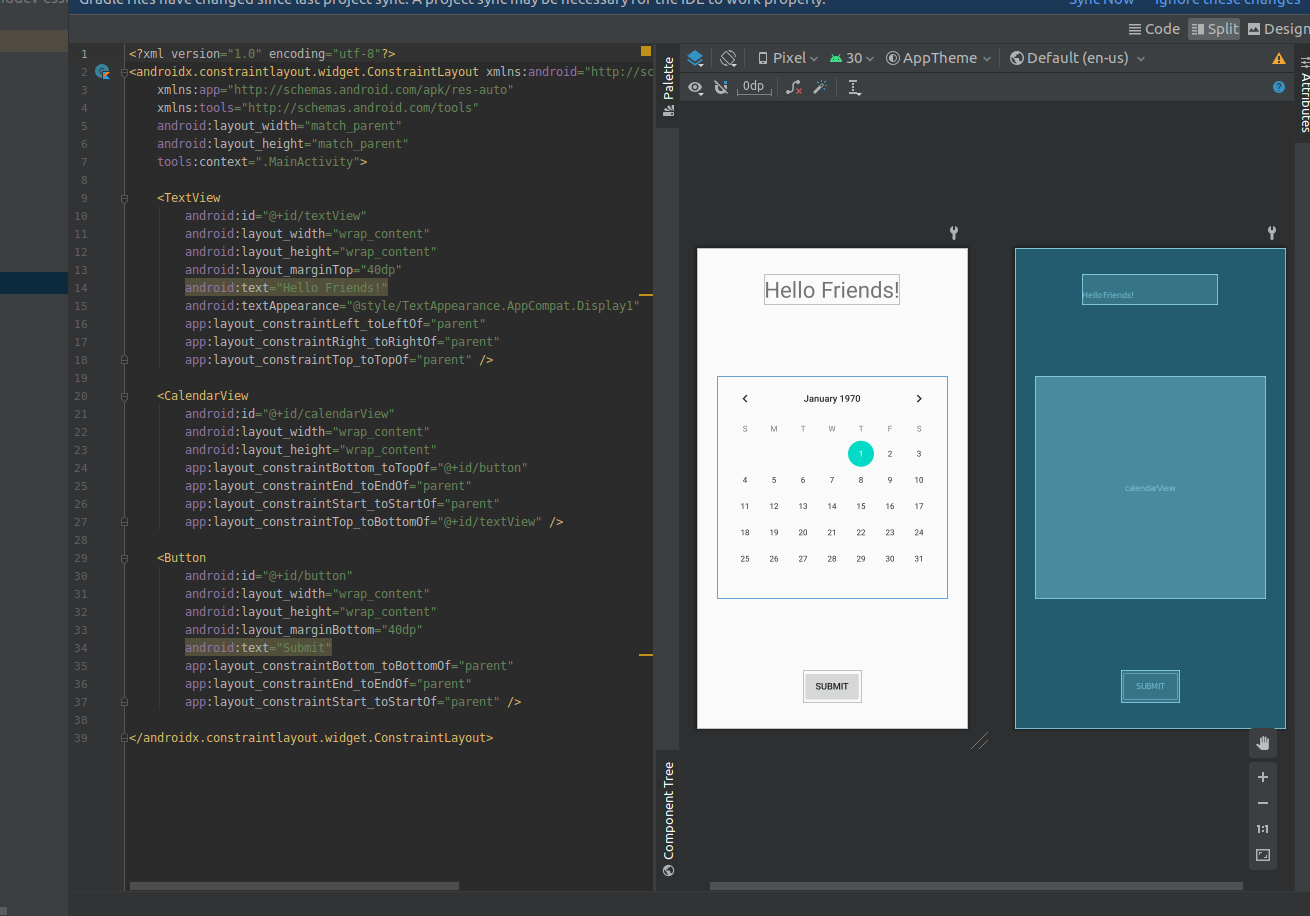 Gradle files have changed since last project sync. A project sync may be necessary for the IDE to work properly. Sync Now Ignore these changes
Code Split Design
1 <?xml version="1.0" encoding="utf-8"?>
2 <androidx.constraintlayout.widget.ConstraintLayout xmlns:android="http://sc
3 xmlns:app="http://schemas.android.com/apk/res-auto"
4 xmlns:tools="http://schemas.android.com/tools"
5 android:layout_width="match_parent"
6 android:layout_height="match_parent"
7 tools:context=".MainActivity">
8
9 <TextView
10 android:id="@+id/textView"
11 android:layout_width="wrap_content"
12 android:layout_height="wrap_content"
13 android:layout_marginTop="40dp"
14 android:text="Hello Friends!"
15 android:textAppearance="@style/TextAppearance.AppCompat.Display1"
16 app:layout_constraintLeft_toLeftOf="parent"
17 app:layout_constraintRight_toRightOf="parent"
18 app:layout_constraintTop_toTopOf="parent" />
19
20 <CalendarView
21 android:id="@+id/calendarView"
22 android:layout_width="wrap_content"
23 android:layout_height="wrap_content"
24 app:layout_constraintBottom_toTopOf="@+id/button"
25 app:layout_constraintEnd_toEndOf="parent"
26 app:layout_constraintStart_toStartOf="parent"
27 app:layout_constraintTop_toBottomOf="@+id/textView" />
28
29 <Button
30 android:id="@+id/button"
31 android:layout_width="wrap_content"
32 android:layout_height="wrap_content"
33 android:layout_marginBottom="40dp"
34 android:text="Submit"
35 app:layout_constraintBottom_toBottomOf="parent"
36 app:layout_constraintEnd_toEndOf="parent"
37 app:layout_constraintStart_toStartOf="parent" />
38
39 </androidx.constraintlayout.widget.ConstraintLayout>
Palette
Component Tree
Pixel 30 AppTheme Default (en-us)
0dp
Attributes
Hello Friends!
January 1970
S M T W T F S
1 2 3
4 5 6 7 8 9 10
11 12 13 14 15 16 17
18 19 20 21 22 23 24
25 26 27 28 29 30 31
SUBMIT
Hello Friends!
calendarView
SUBMIT
1:1